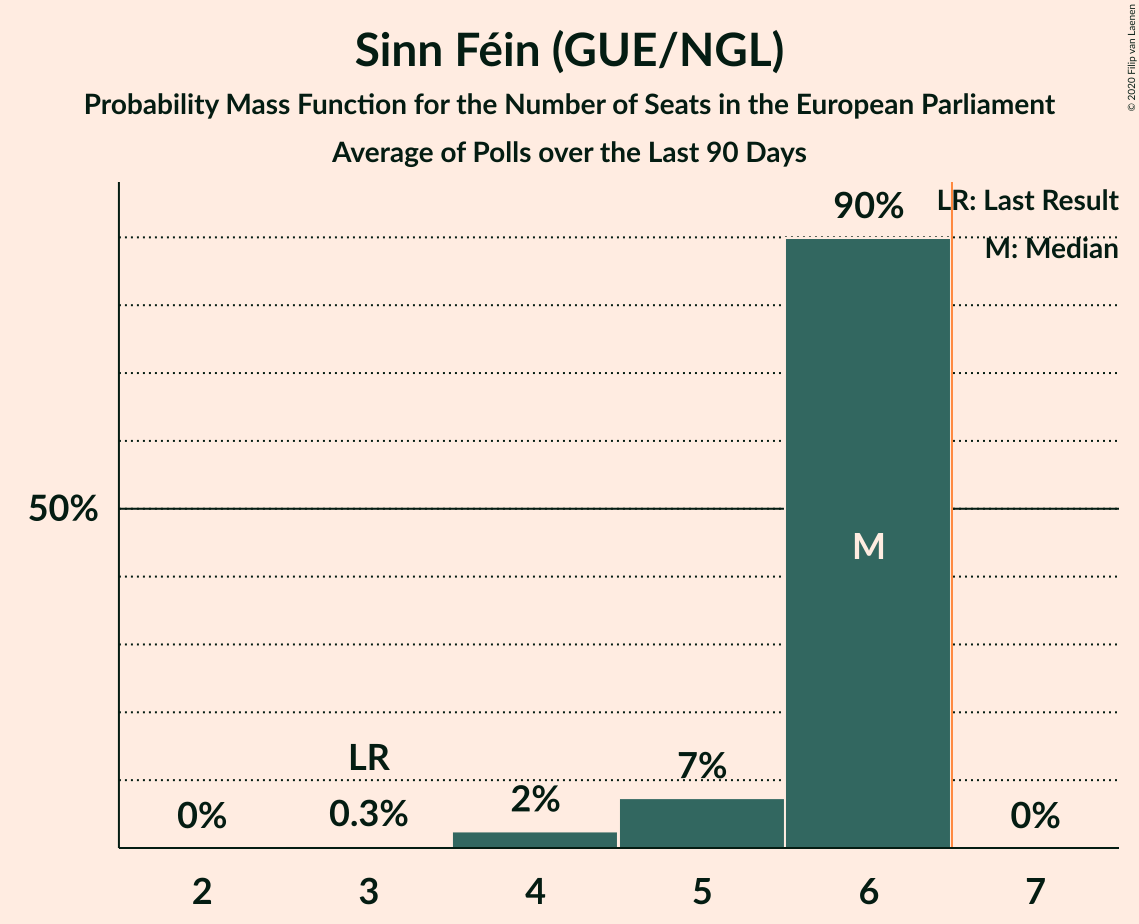 Sinn Féin (GUE/NGL)
Probability Mass Function for the Number of Seats in the European Parliament
Average of Polls over the Last 90 Days
© 2020 Filip van Laenen
90%
LR: Last Result
M: Median
50%
M
LR
7%
2%
0%
0.3%
0%
2
3
4
5
6
7